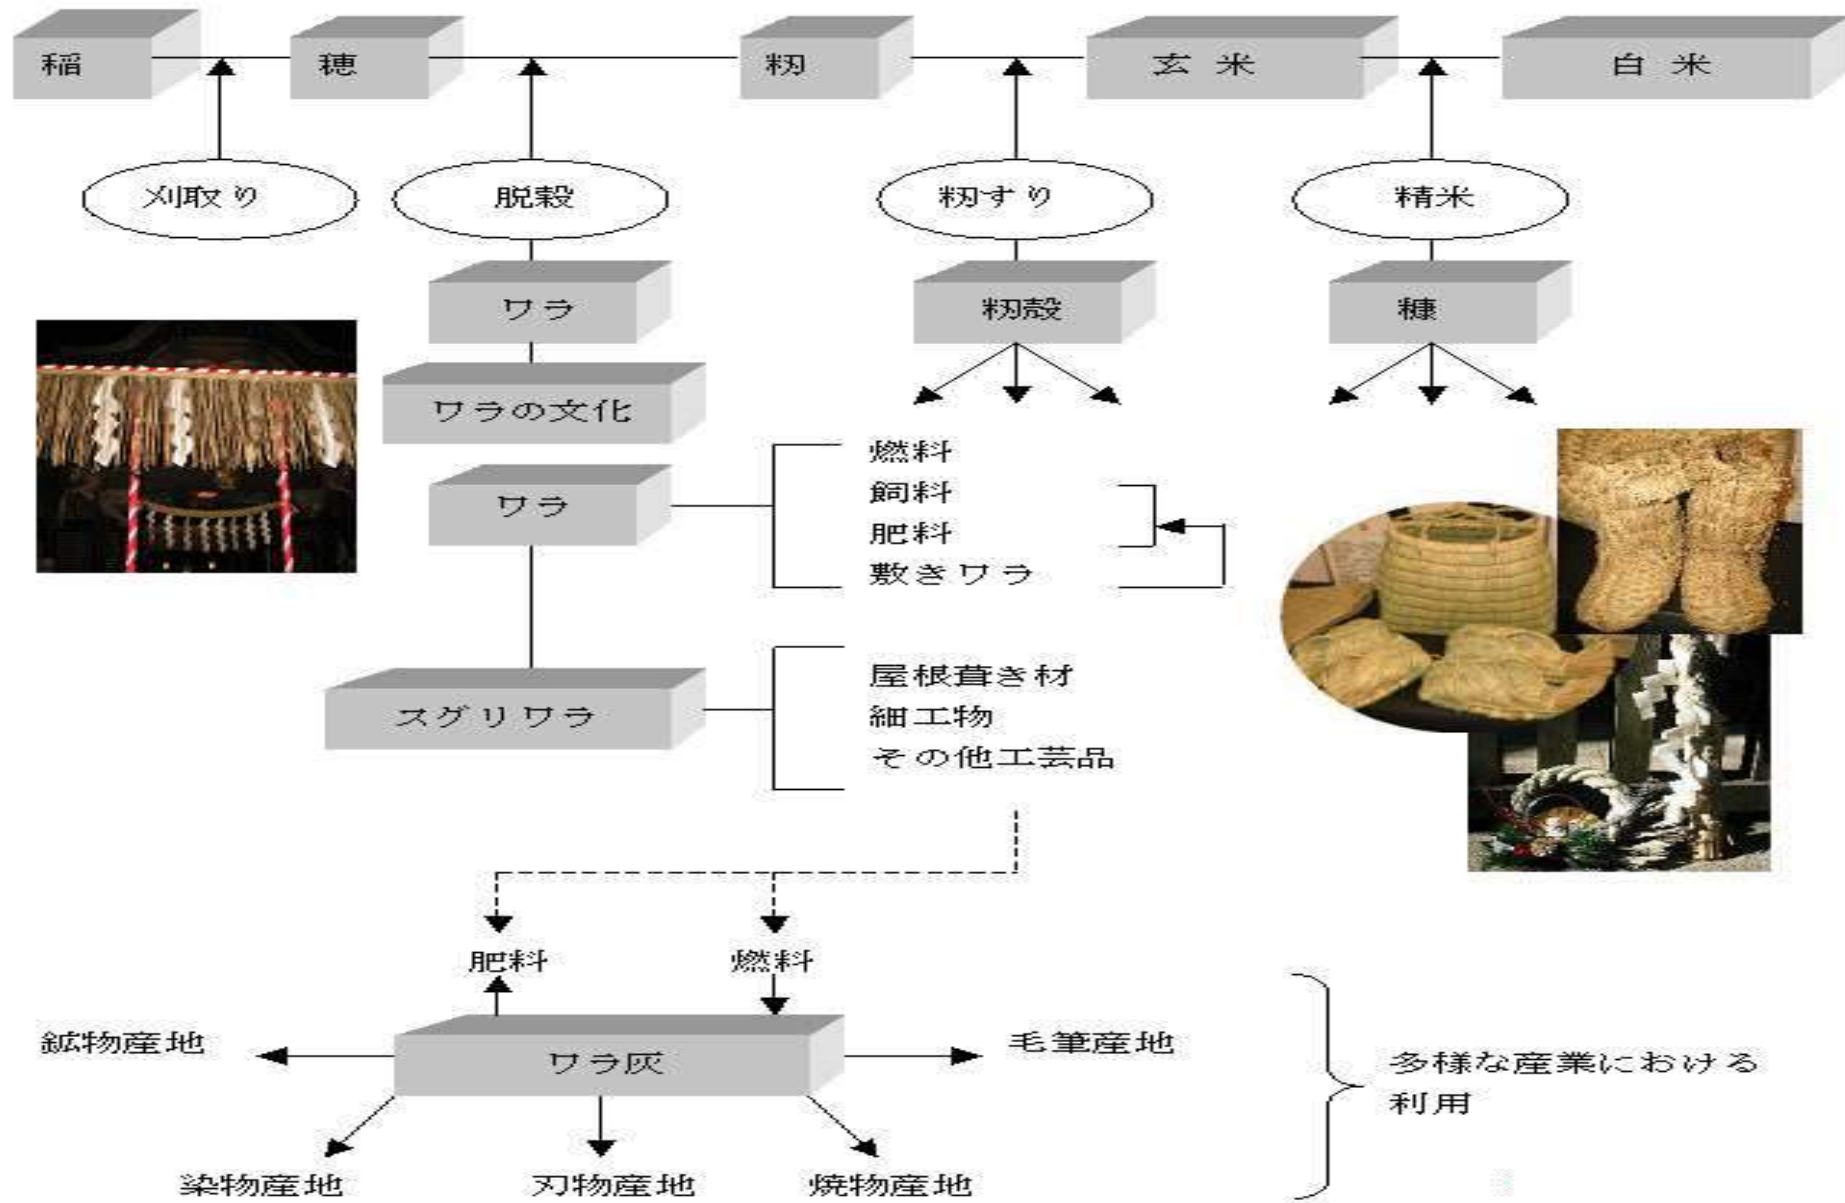 稲
穂
籾
玄米
白米
刈取り
脱穀
籾すり
精米
ワラ
籾殻
糠
ワラの文化
ワラ
燃料
飼料
肥料
敷きワラ
スグリワラ
屋根葺き材
細工物
その他工芸品
肥料
燃料
鉱物産地
ワラ灰
毛筆産地
多様な産業における
利用
染物産地
刃物産地
焼物産地